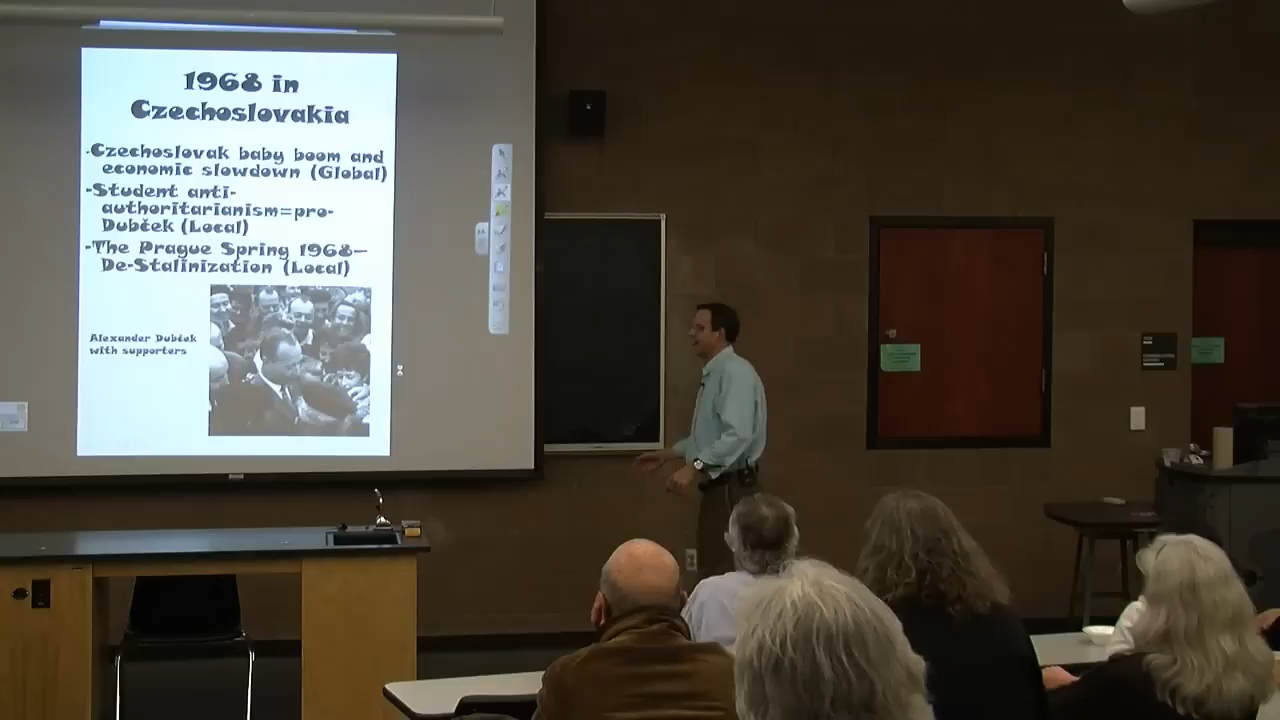 1968 in
Czechoslovakia
-Czechoslovak baby boom and
economic slowdown (Global)
-Student anti-
authoritarianism=pro-
Dubček (Local)
-The Prague Spring 1968—
De-Stalinization (Local)
Alexander Dubček
with supporters